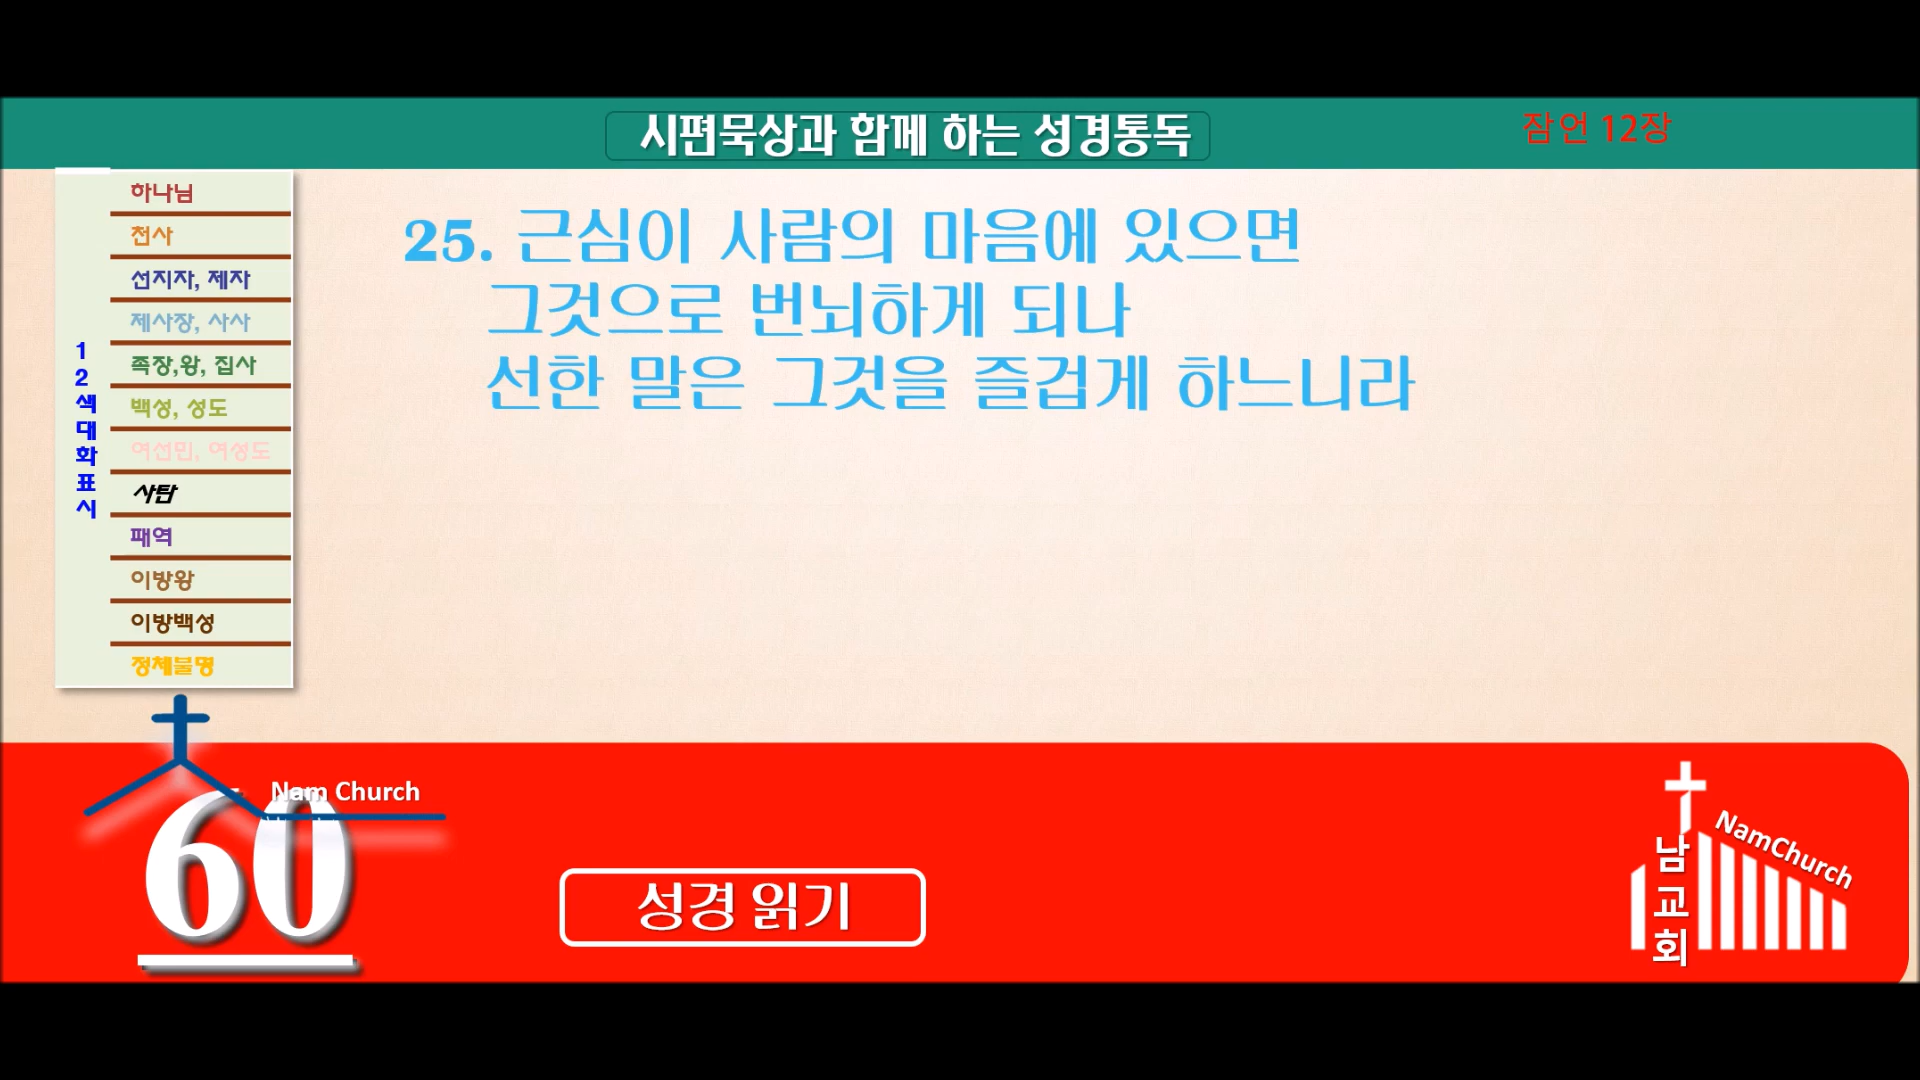 시편묵상과 함께 하는 성경통독
잠언 12장
12색대화표시
하나님
천사
선지자, 제자
제사장, 사사
족장,왕, 집사
백성, 성도
여선민, 여성도
사탄
패역
이방왕
이방백성
정체불명
25. 근심이 사람의 마음에 있으면
그것으로 번뇌하게 되나
선한 말은 그것을 즐겁게 하느니라
Nam Church
60
성경 읽기
NamChurch
남교회